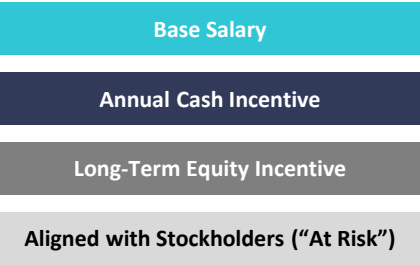 Base Salary
Annual Cash Incentive
Long-Term Equity Incentive
Aligned with Stockholders (“At Risk”)